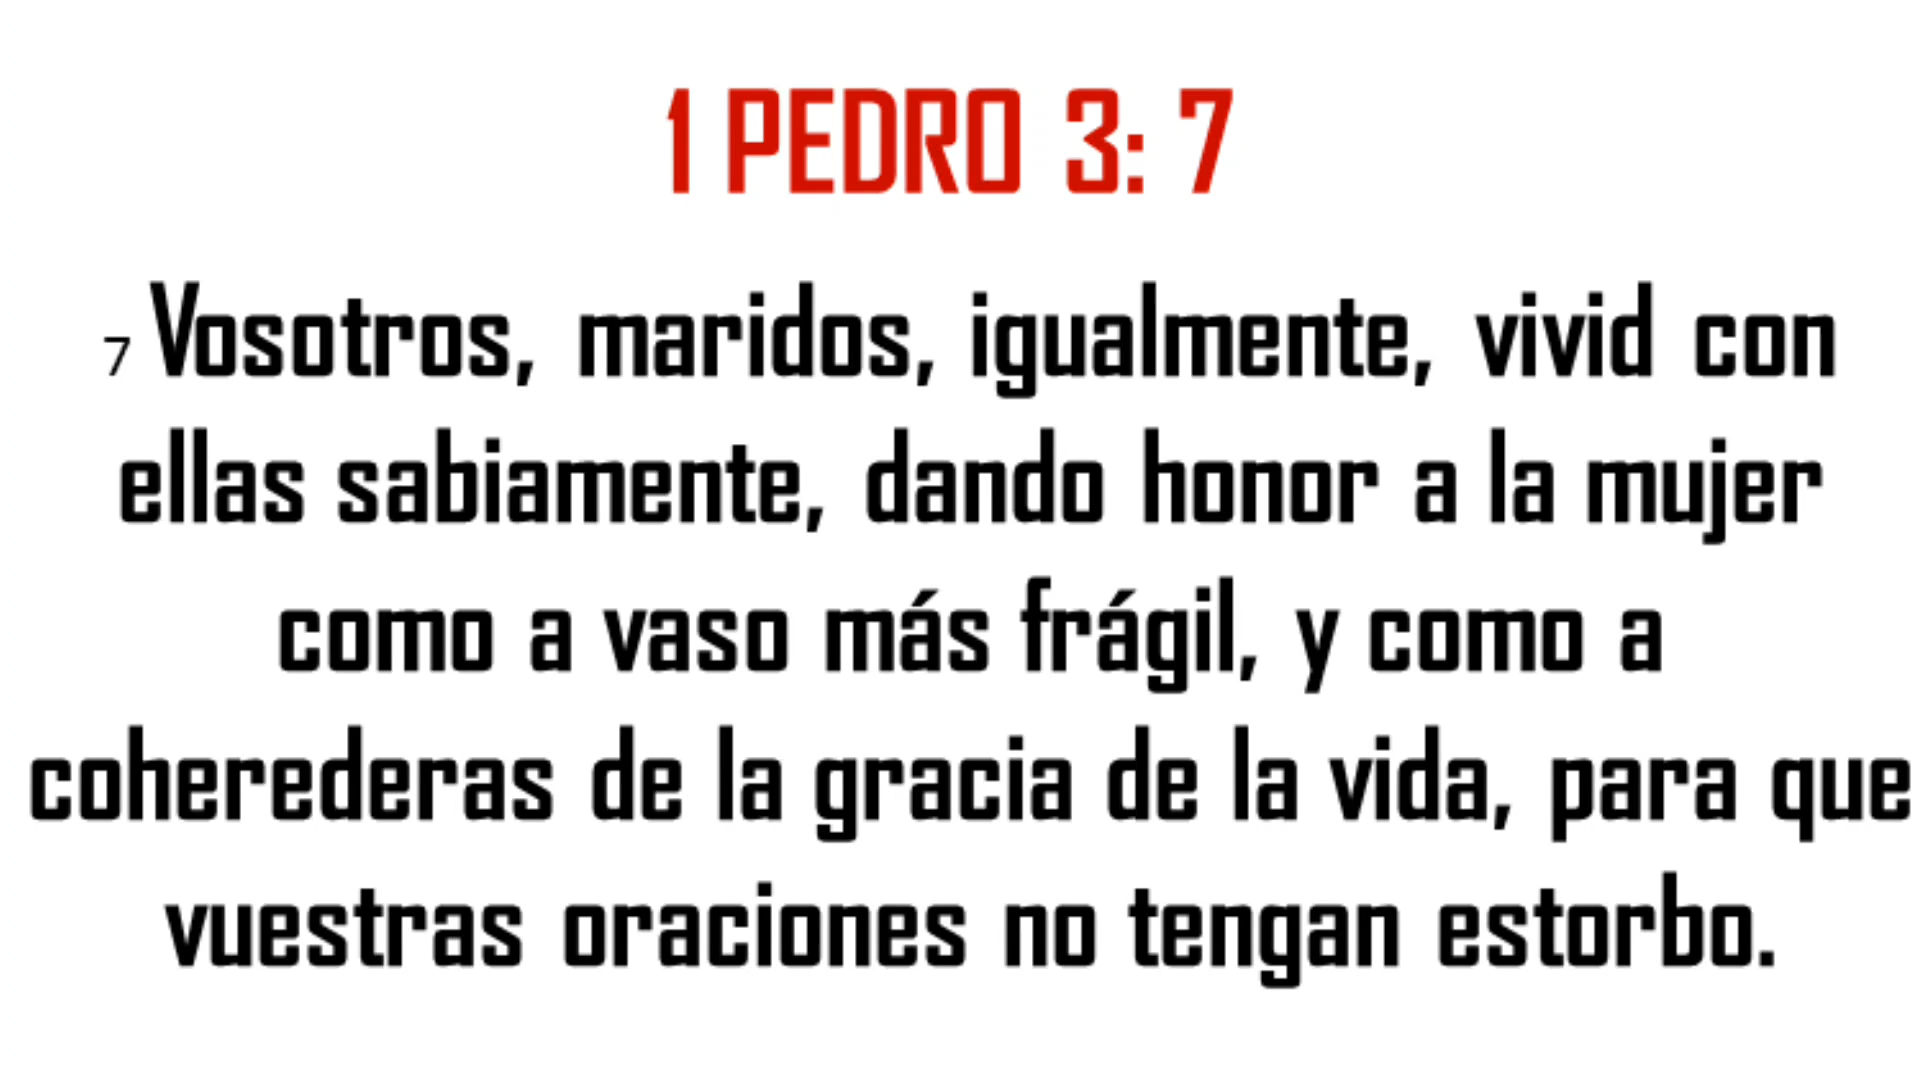 1 PEDRO 3: 7
7 Vosotros, maridos, igualmente, vivid con
ellas sabiamente, dando honor a la mujer
como a vaso más frágil, y como a
coherederas de la gracia de la vida, para que
vuestras oraciones no tengan estorbo.